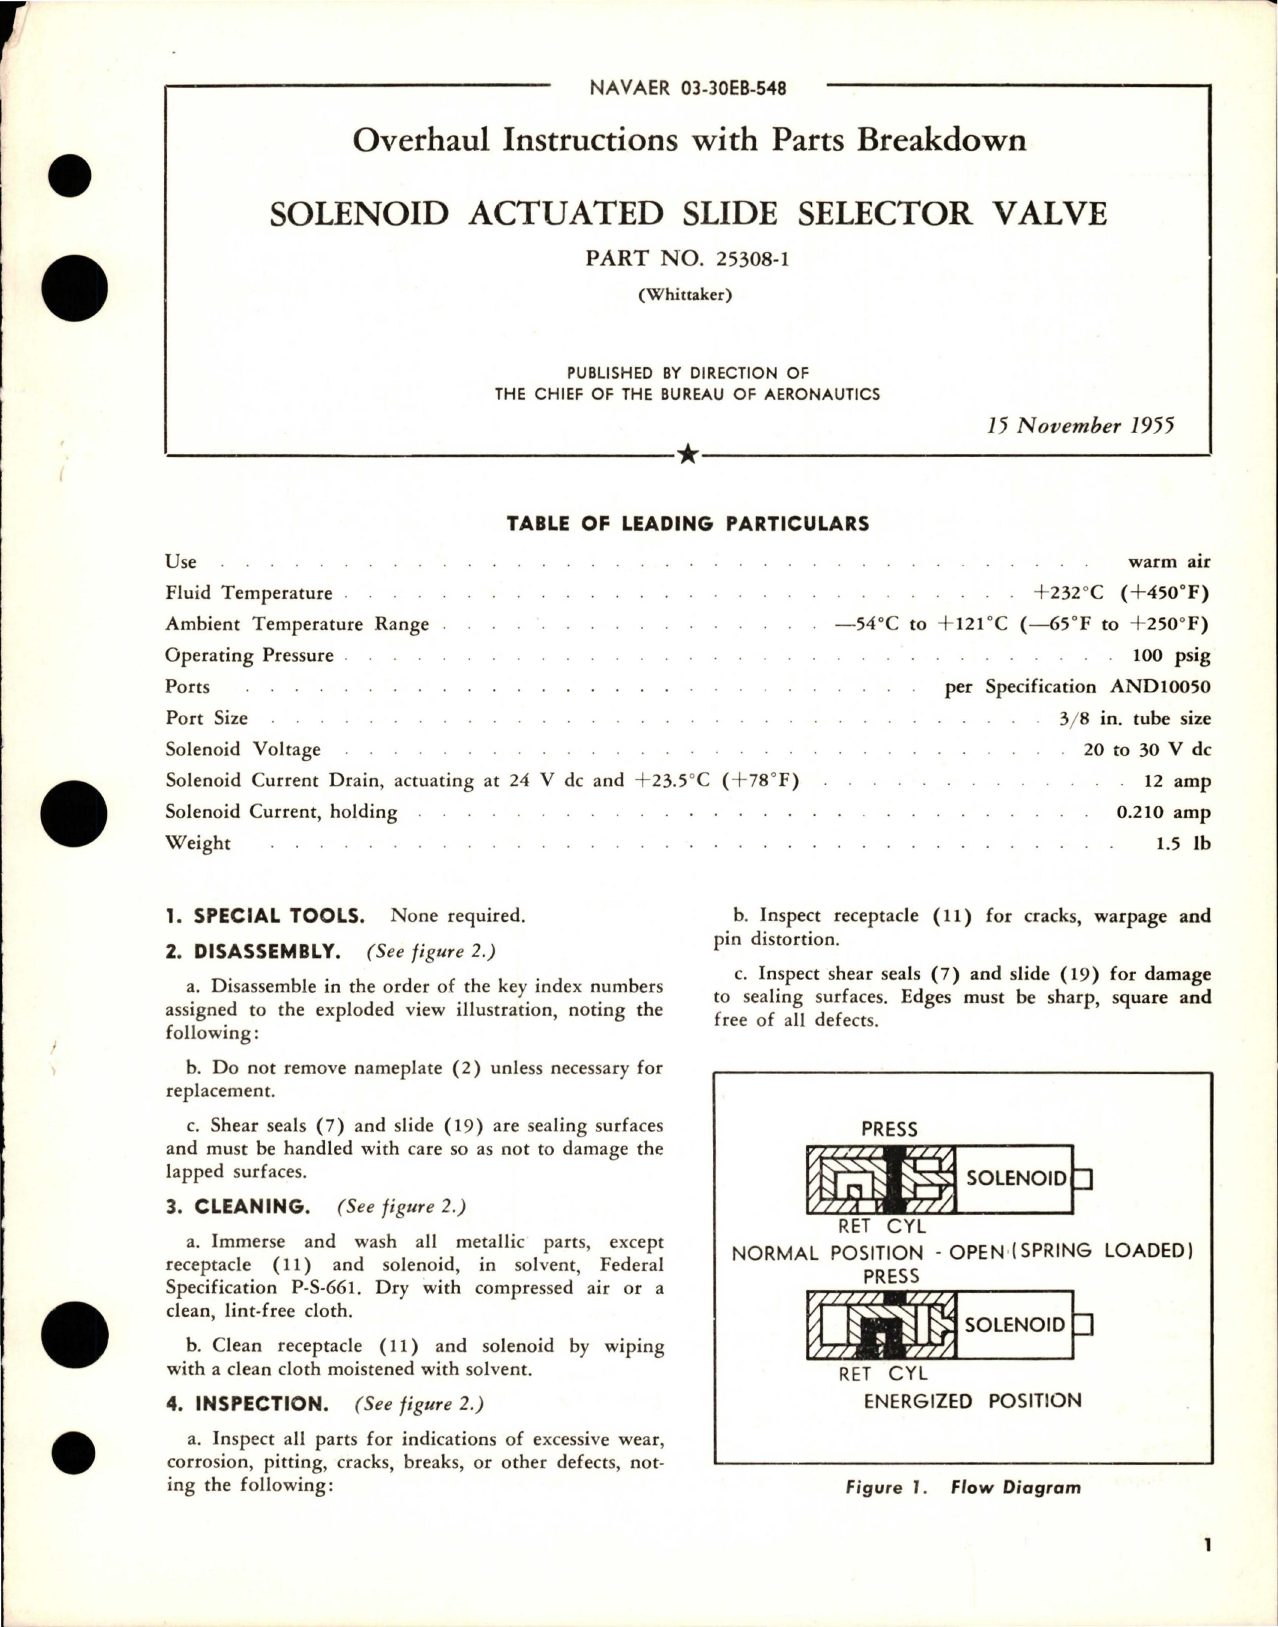 NAVAER 03-30EB-548
Overhaul Instructions with Parts Breakdown
SOLENOID ACTUATED SLIDE SELECTOR VALVE
PART NO. 25308-1
(Whittaker)
PUBLISHED BY DIRECTION OF
THE CHIEF OF THE BUREAU OF AERONAUTICS
15 November 1955
TABLE OF LEADING PARTICULARS
Use . . . . . warm air
Fluid Temperature . . . . . +232°C (+450°F)
Ambient Temperature Range . . . . . —54°C to +121°C (—65°F to +250°F)
Operating Pressure . . . . . 100 psig
Ports . . . . . per Specification AND10050
Port Size . . . . . 3/8 in. tube size
Solenoid Voltage . . . . . 20 to 30 V dc
Solenoid Current Drain, actuating at 24 V dc and +23.5°C (+78°F) . . . . . 12 amp
Solenoid Current, holding . . . . . 0.210 amp
Weight . . . . . 1.5 lb
1. SPECIAL TOOLS. None required.
2. DISASSEMBLY. (See figure 2.)
a. Disassemble in the order of the key index numbers
assigned to the exploded view illustration, noting the
following:
b. Do not remove nameplate (2) unless necessary for
replacement.
c. Shear seals (7) and slide (19) are sealing surfaces
and must be handled with care so as not to damage the
lapped surfaces.
3. CLEANING. (See figure 2.)
a. Immerse and wash all metallic parts, except
receptacle (11) and solenoid, in solvent, Federal
Specification P-S-661. Dry with compressed air or a
clean, lint-free cloth.
b. Clean receptacle (11) and solenoid by wiping
with a clean cloth moistened with solvent.
4. INSPECTION. (See figure 2.)
a. Inspect all parts for indications of excessive wear,
corrosion, pitting, cracks, breaks, or other defects, not-
ing the following:
b. Inspect receptacle (11) for cracks, warpage and
pin distortion.
c. Inspect shear seals (7) and slide (19) for damage
to sealing surfaces. Edges must be sharp, square and
free of all defects.
PRESS
SOLENOID
RET CYL
NORMAL POSITION - OPEN (SPRING LOADED)
PRESS
SOLENOID
RET CYL
ENERGIZED POSITION
Figure 1. Flow Diagram
1